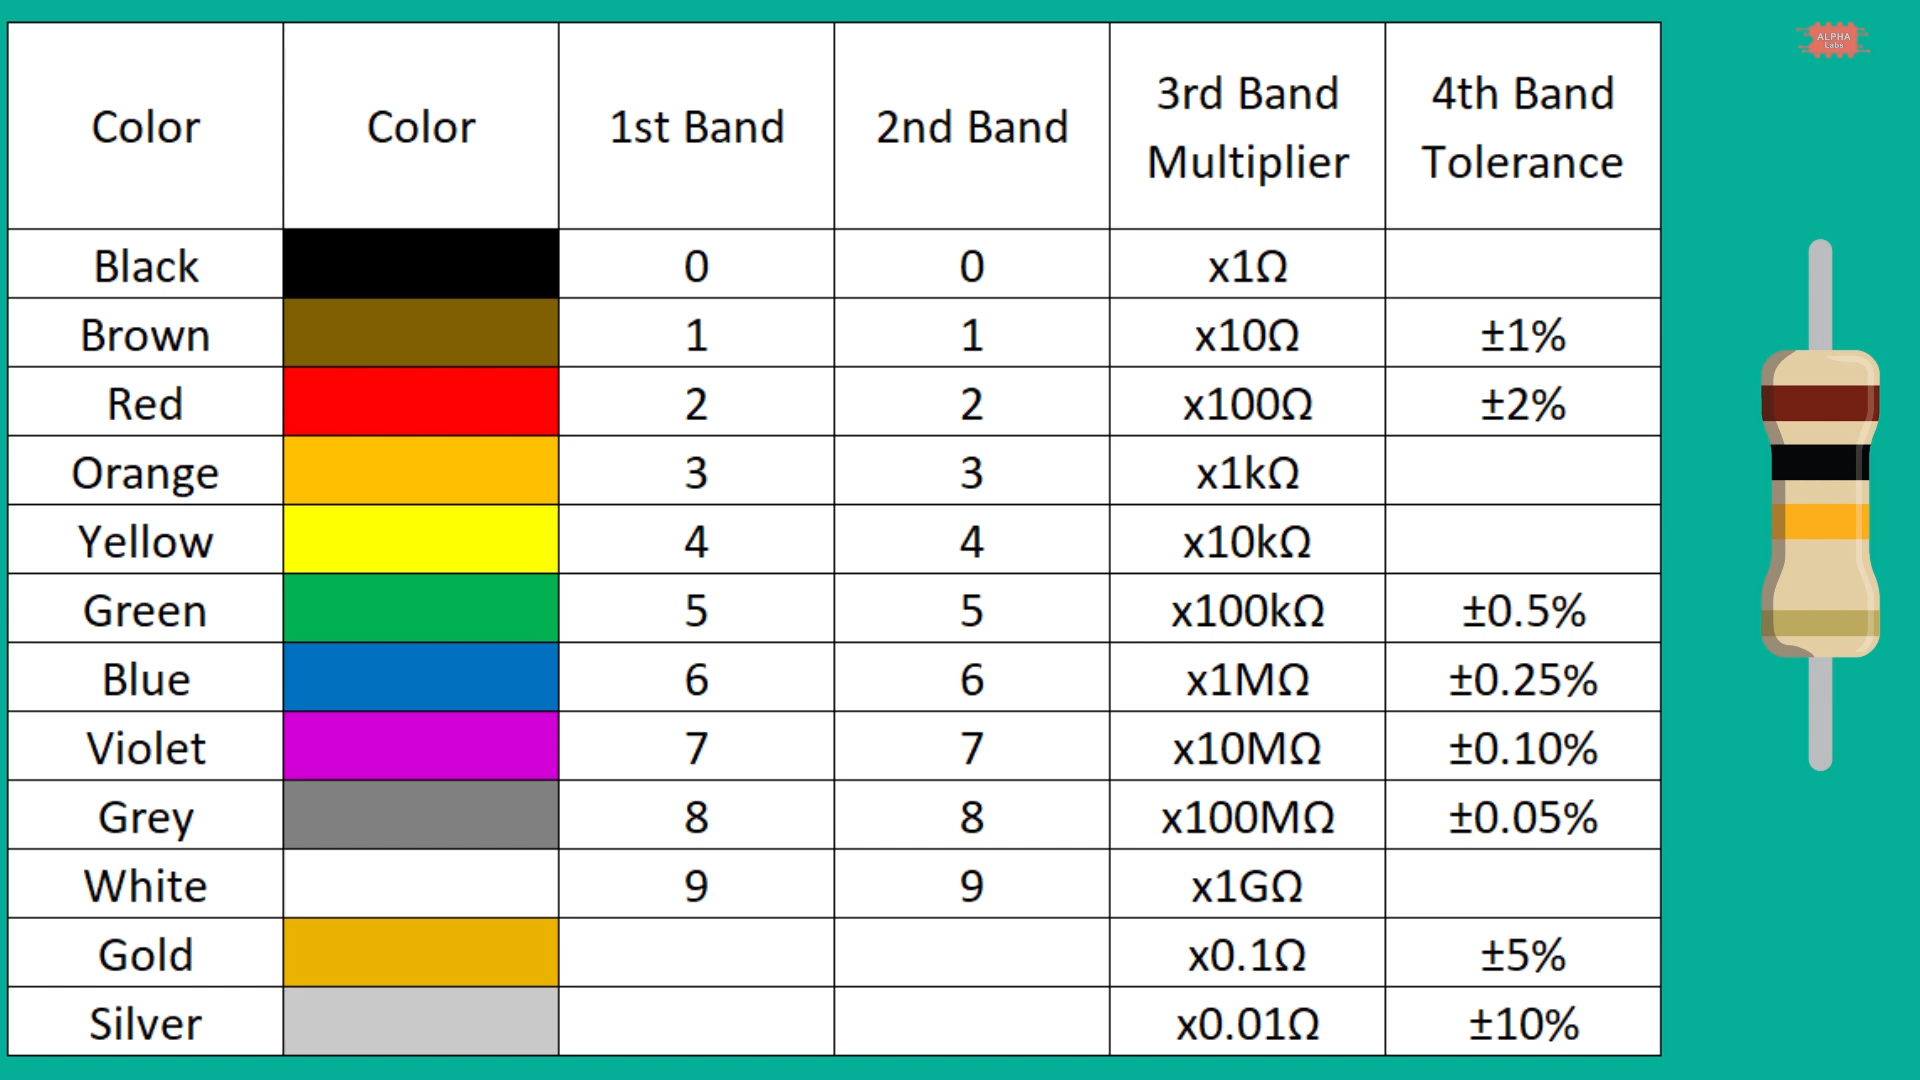 Color Color 1st Band 2nd Band 3rd Band Multiplier 4th Band Tolerance
Black 0 0 x1Ω
Brown 1 1 x10Ω ±1%
Red 2 2 x100Ω ±2%
Orange 3 3 x1kΩ
Yellow 4 4 x10kΩ
Green 5 5 x100kΩ ±0.5%
Blue 6 6 x1MΩ ±0.25%
Violet 7 7 x10MΩ ±0.10%
Grey 8 8 x100MΩ ±0.05%
White 9 9 x1GΩ
Gold x0.1Ω ±5%
Silver x0.01Ω ±10%
ALPHA
Labs